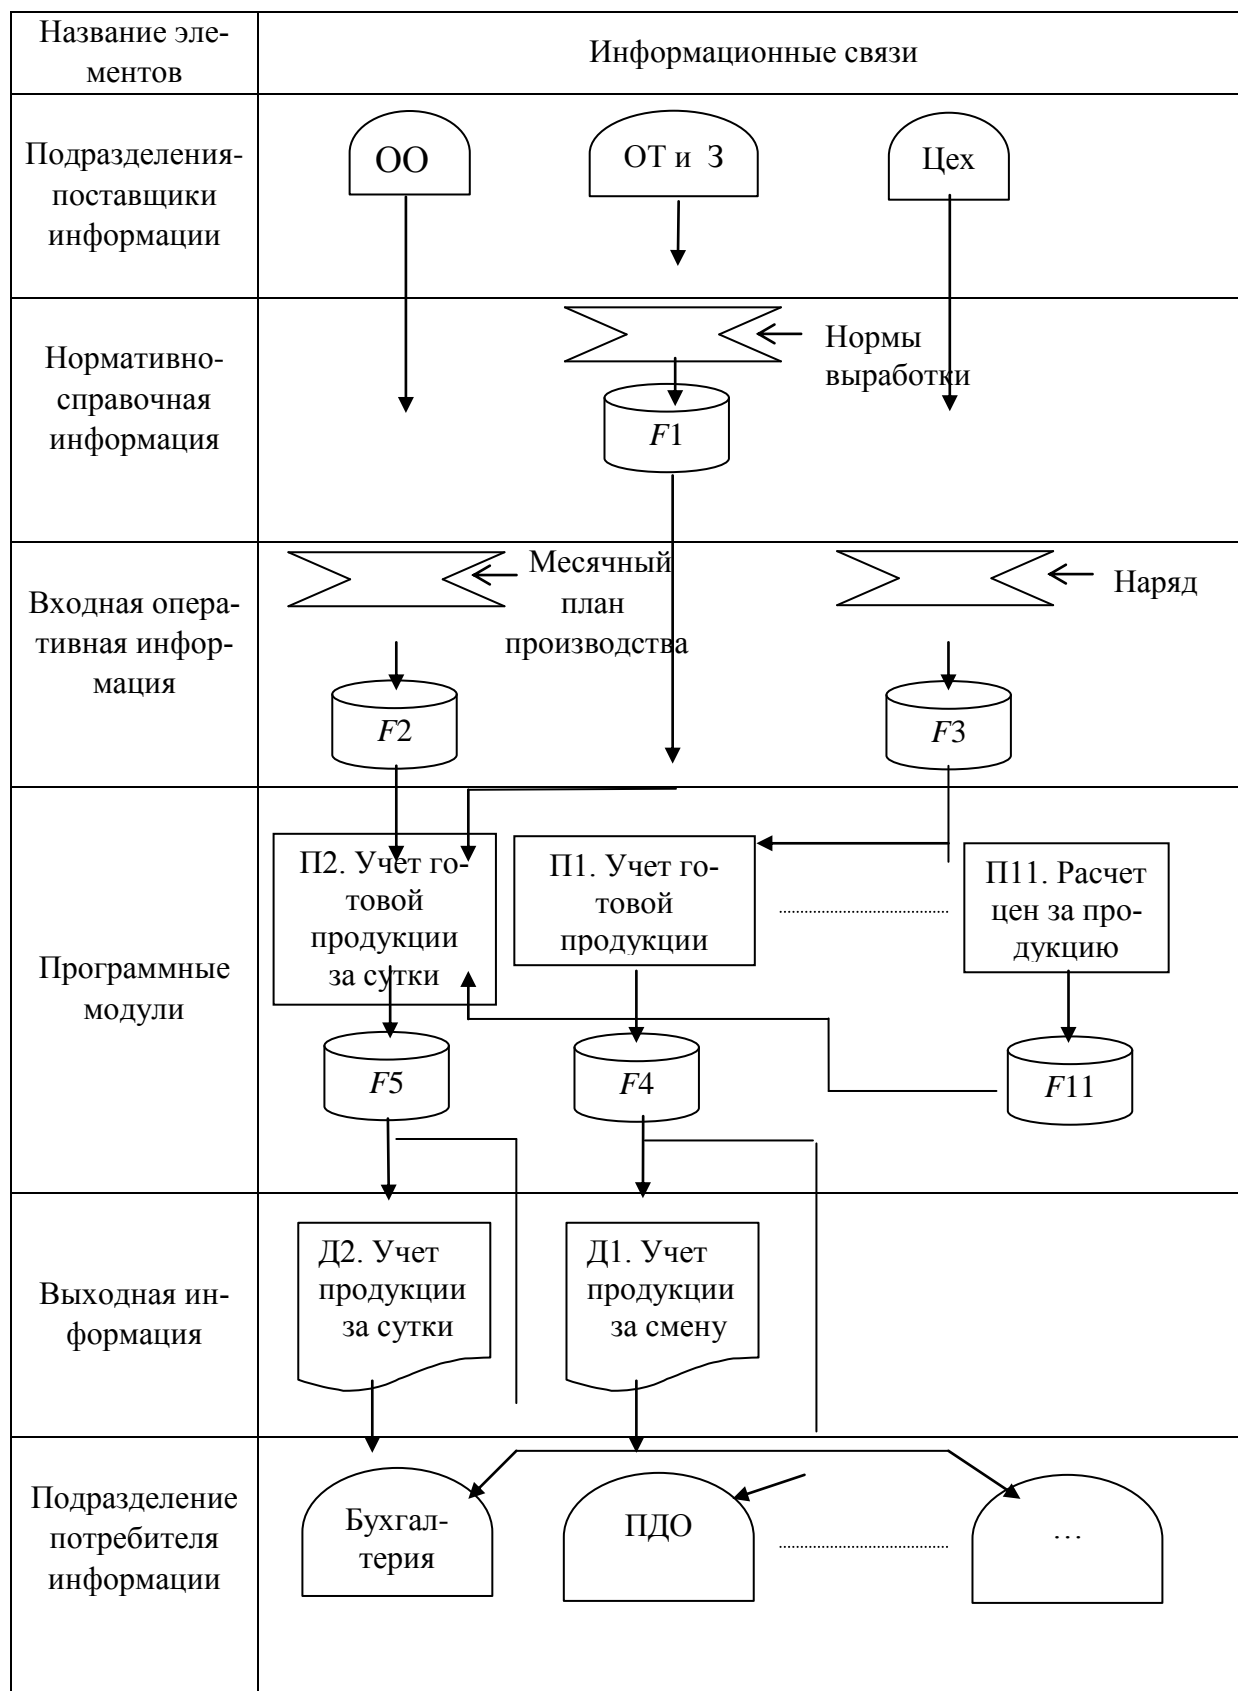 Название эле-
ментов
Информационные связи
Подразделения-
поставщики
информации
ОО
ОТ и З
Цех
Нормативно-
справочная
информация
Нормы
выработки
F1
Входная опера-
тивная инфор-
мация
Месячный
план
производства
Наряд
F2
F3
Программные
модули
П2. Учет го-
товой
продукции
за сутки
П1. Учет го-
товой
продукции
П11. Расчет
цен за про-
дукцию
F5
F4
F11
Выходная ин-
формация
Д2. Учет
продукции
за сутки
Д1. Учет
продукции
за смену
Подразделение
потребителя
информации
Бухгал-
терия
ПДО
...